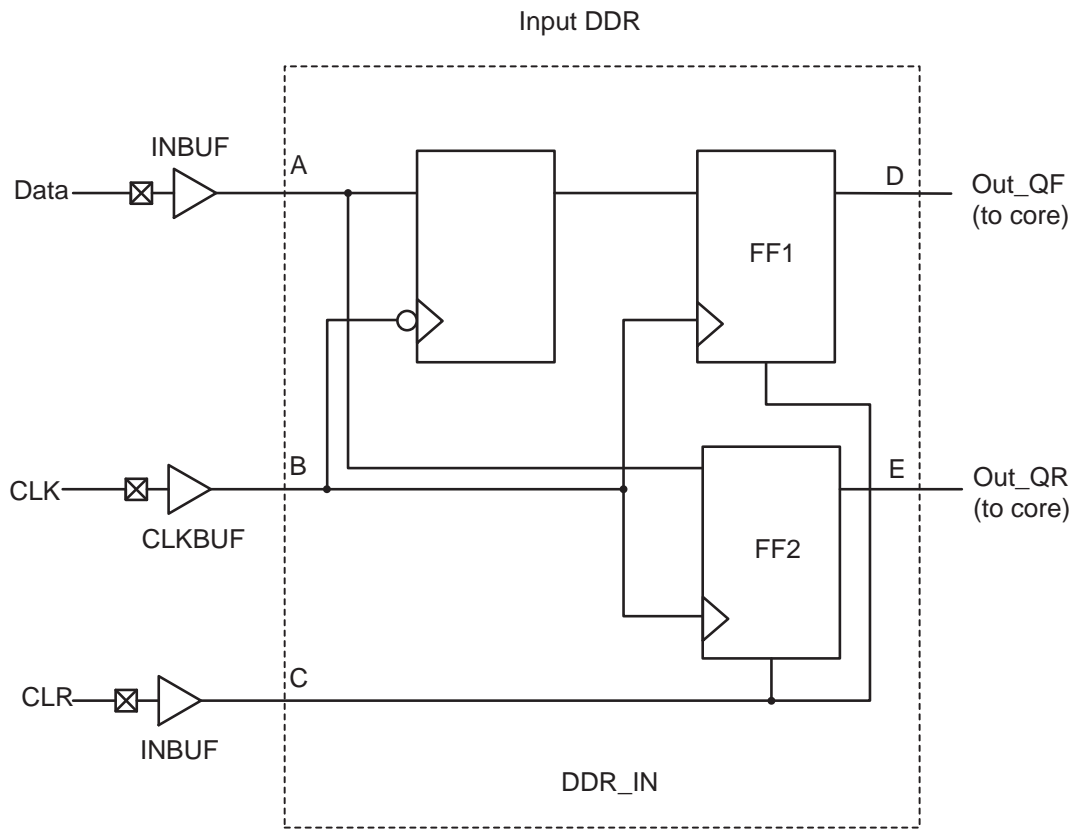 Input DDR
INBUF
A
Data
D
Out_QF
(to core)
FF1
B
CLK
E
Out_QR
(to core)
CLKBUF
FF2
C
CLR
INBUF
DDR_IN